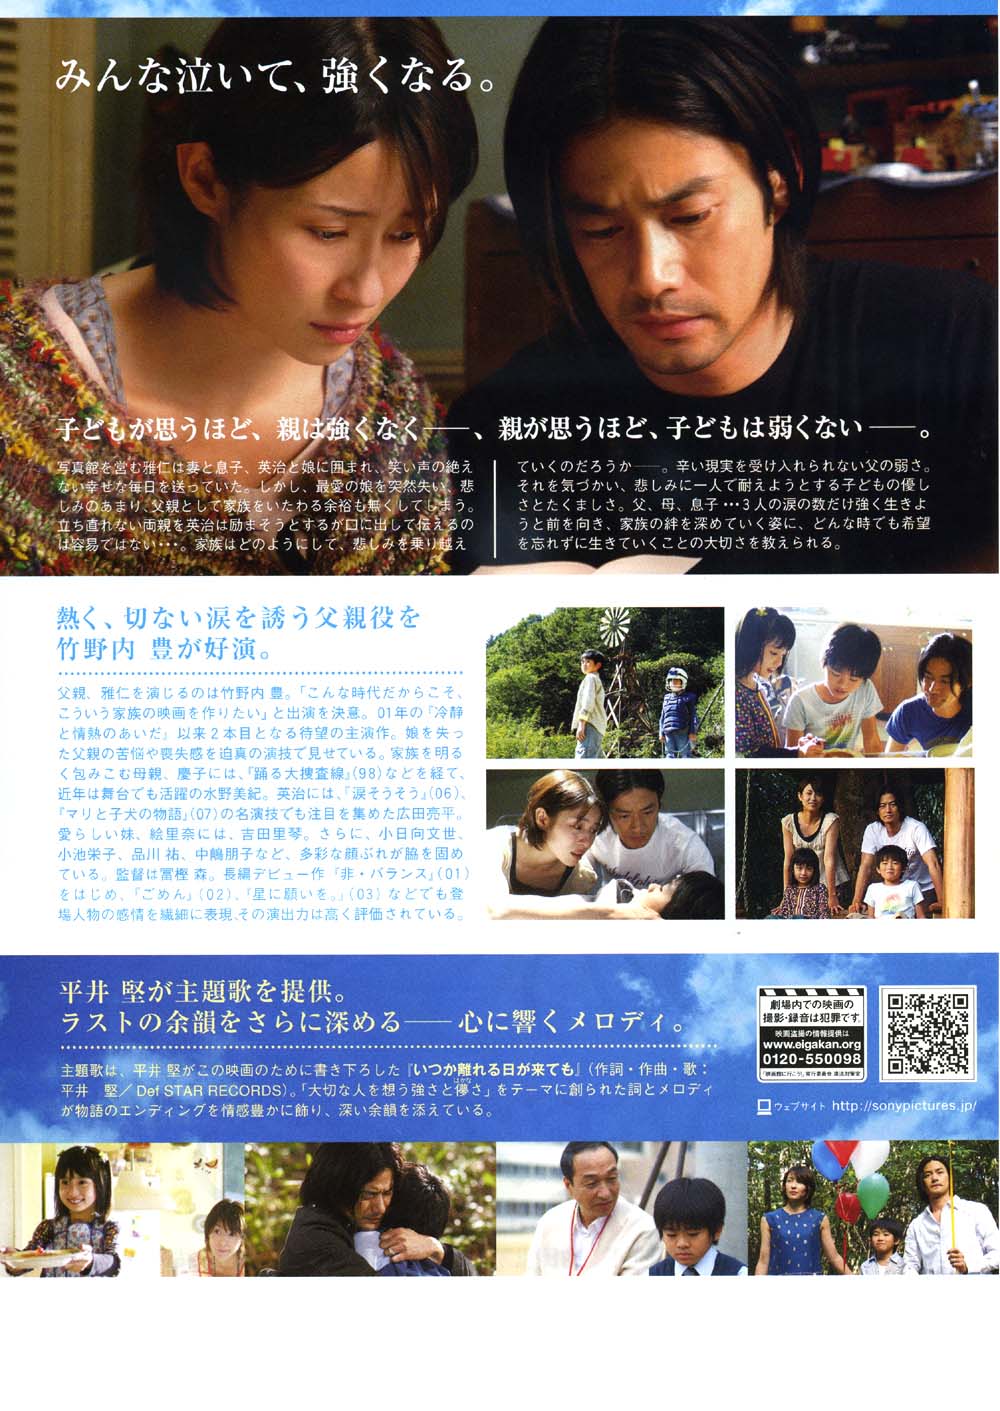 みんな泣いて、強くなる。
子どもが思うほど、親は強くなく──、親が思うほど、子どもは弱くない──。
写真館を営む雅仁は妻と息子、英治と娘に囲まれ、笑い声の絶え
ない幸せな毎日を送っていた。しかし、最愛の娘を突然失い、悲
しみのあまり、父親として家族をいたわる余裕も無くしてしまう。
立ち直れない両親を英治は励まそうとするが口に出して伝えるの
は容易ではない・・・。家族はどのようにして、悲しみを乗り越え
ていくのだろうか──。辛い現実を受け入れられない父の弱さ。
それを気づかい、悲しみに一人で耐えようとする子どもの優し
さとたくましさ。父、母、息子・・・3人の涙の数だけ強く生きよ
うと前を向き、家族の絆を深めていく姿に、どんな時でも希望
を忘れずに生きていくことの大切さを教えられる。
熱く、切ない涙を誘う父親役を
竹野内 豊が好演。
父親、雅仁を演じるのは竹野内 豊。「こんな時代だからこそ、
こういう家族の映画を作りたい」と出演を決意。01年の『冷静
と情熱のあいだ』以来2本目となる待望の主演作。娘を失っ
た父親の苦悩や喪失感を迫真の演技で見せている。家族を明る
く包みこむ母親、慶子には、『踊る大捜査線』(98)などを経て、
近年は舞台でも活躍の水野美紀。英治には、『涙そうそう』(06)、
『マリと子犬の物語』(07)の名演技でも注目を集めた広田亮平。
愛らしい妹、絵里奈には、吉田里琴。さらに、小日向文世、
小池栄子、品川 祐、中嶋朋子など、多彩な顔ぶれが脇を固め
ている。監督は冨樫 森。長編デビュー作『非・バランス』(01)
をはじめ、『ごめん』(02)、『星に願いを。』(03)などでも登
場人物の感情を繊細に表現、その演出力は高く評価されている。
平井 堅が主題歌を提供。
ラストの余韻をさらに深める──心に響くメロディ。
主題歌は、平井 堅がこの映画のために書き下ろした『いつか離れる日が来ても』(作詞・作曲・歌:
平井 堅/Def STAR RECORDS)。「大切な人を想う強さと儚さ」をテーマに創られた詞とメロディ
はかな
が物語のエンディングを情感豊かに飾り、深い余韻を添えている。
劇場内での映画の
撮影・録音は犯罪です。
映画盗撮の情報提供は
www.eigakan.org
0120-550098
「映画館に行こう!」実行委員会 違法対策室
ウェブサイト http://sonypictures.jp/